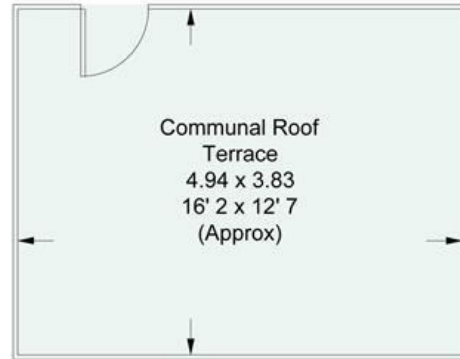 Communal Roof
Terrace
4.94 x 3.83
16' 2 x 12' 7
(Approx)